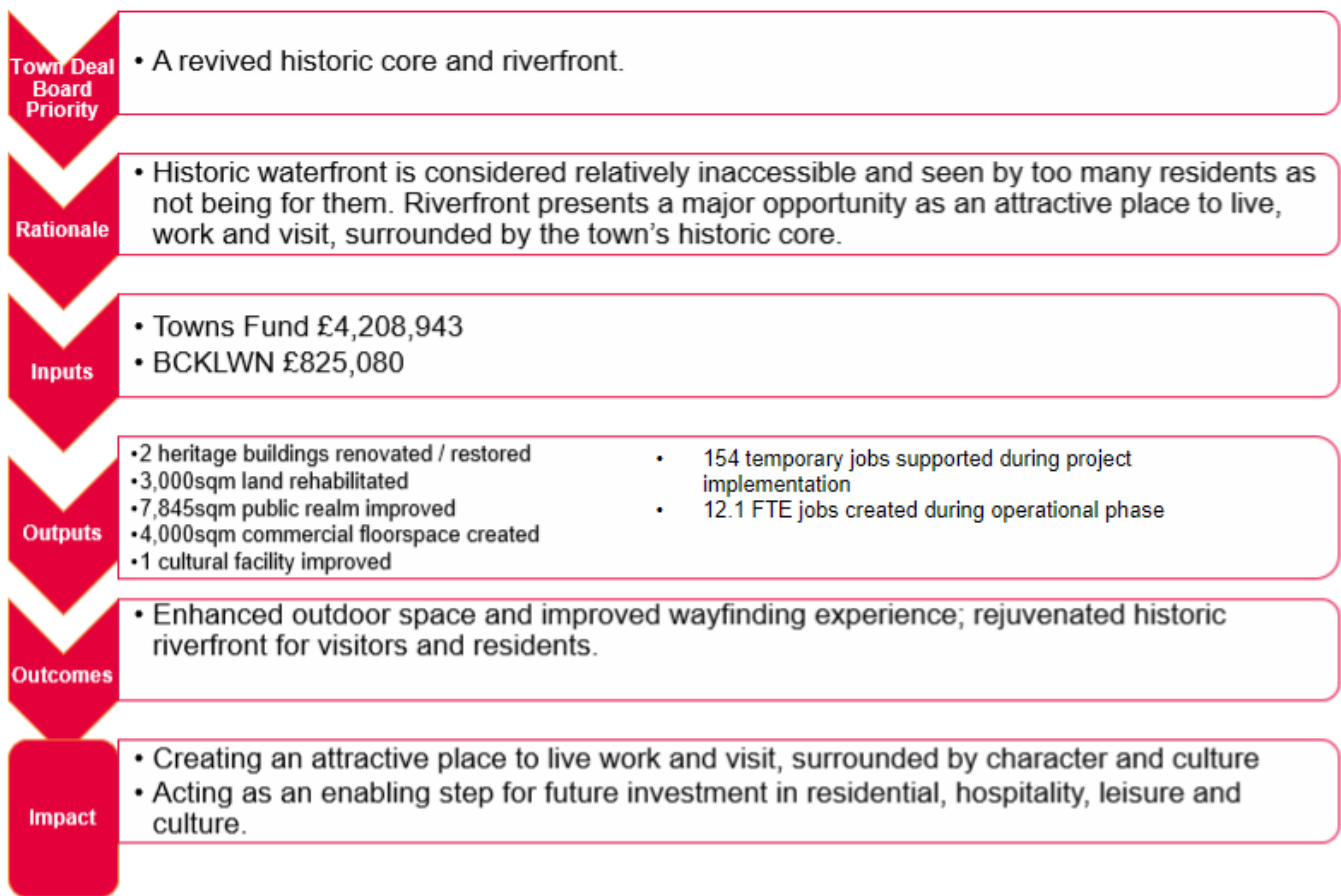 Town Deal
Board
Priority
• A revived historic core and riverfront.
Rationale
• Historic waterfront is considered relatively inaccessible and seen by too many residents as
not being for them. Riverfront presents a major opportunity as an attractive place to live,
work and visit, surrounded by the town’s historic core.
Inputs
• Towns Fund £4,208,943
• BCKLWN £825,080
Outputs
•2 heritage buildings renovated / restored
•3,000sqm land rehabilitated
•7,845sqm public realm improved
•4,000sqm commercial floorspace created
•1 cultural facility improved
• 154 temporary jobs supported during project
implementation
• 12.1 FTE jobs created during operational phase
Outcomes
• Enhanced outdoor space and improved wayfinding experience; rejuvenated historic
riverfront for visitors and residents.
Impact
• Creating an attractive place to live work and visit, surrounded by character and culture
• Acting as an enabling step for future investment in residential, hospitality, leisure and
culture.